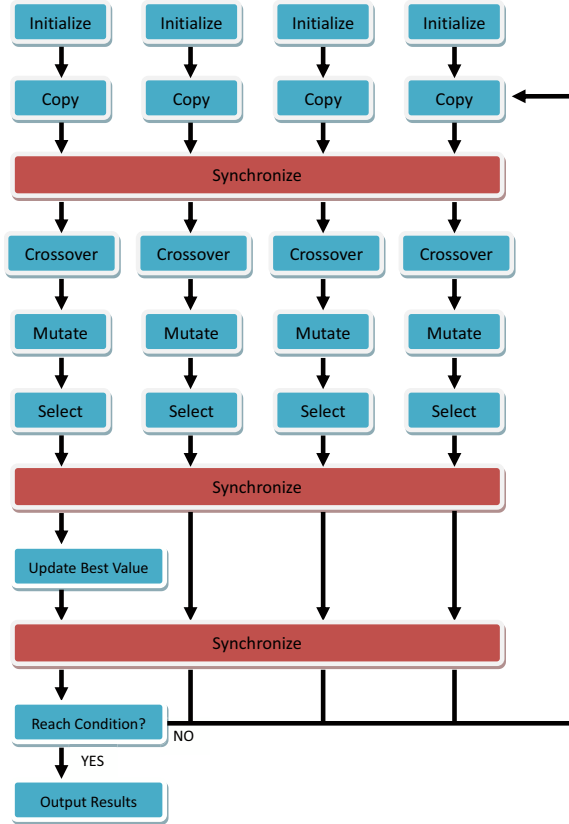 Initialize Initialize Initialize Initialize
Copy Copy Copy Copy
Synchronize
Crossover Crossover Crossover Crossover
Mutate Mutate Mutate Mutate
Select Select Select Select
Synchronize
Update Best Value
Synchronize
Reach Condition?
NO
YES
Output Results